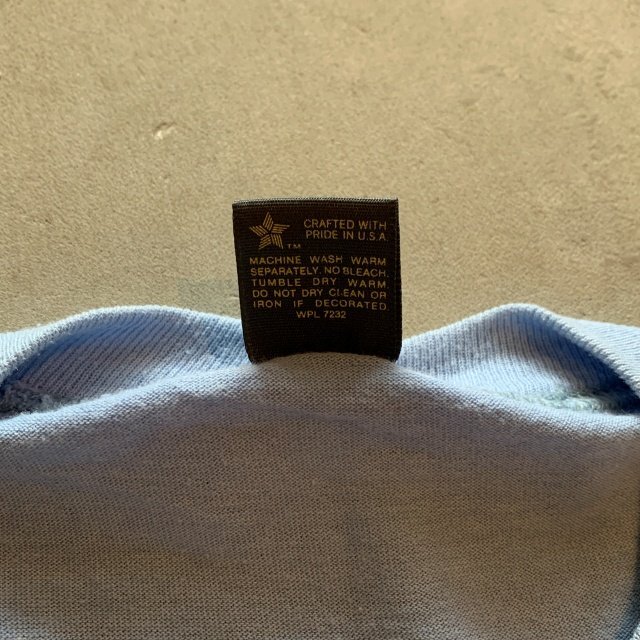 CRAFTED WITH
PRIDE IN U.S.A.
TM
MACHINE WASH WARM
SEPARATELY. NO BLEACH.
TUMBLE DRY WARM
DO NOT DRY CLEAN OR
IRON IF DECORATED
WPL 7232